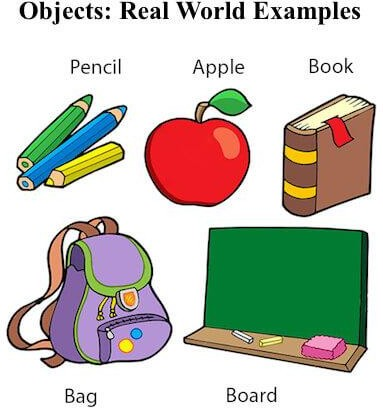 Objects: Real World Examples
Pencil Apple Book
Bag Board